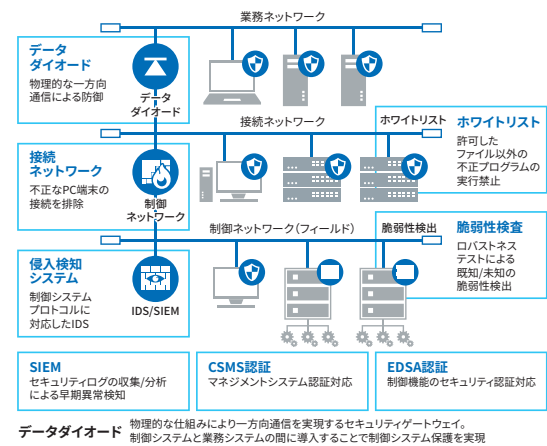 業務ネットワーク
データ
ダイオード
物理的な一方向
通信による防御
データ
ダイオード
接続ネットワーク
ホワイトリスト
ホワイトリスト
許可した
ファイル以外の
不正プログラムの
実行禁止
接続
ネットワーク
不正なPC端末の
接続を排除
制御
ネットワーク
制御ネットワーク(フィールド)
脆弱性検出
脆弱性検査
ロバストネス
テストによる
既知/未知の
脆弱性検出
侵入検知
システム
制御システム
プロトコルに
対応したIDS
IDS/SIEM
SIEM
セキュリティログの収集/分析
による早期異常検知
CSMS認証
マネジメントシステム認証対応
EDSA認証
制御機能のセキュリティ認証対応
データダイオード
物理的な仕組みにより一方向通信を実現するセキュリティゲートウェイ。
制御システムと業務システムの間に導入することで制御システム保護を実現